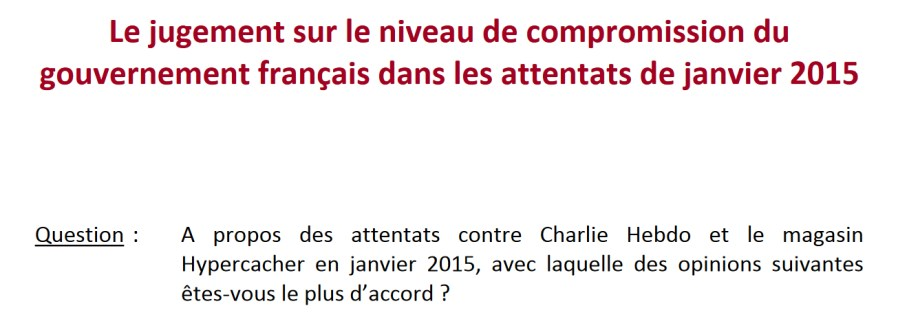 Le jugement sur le niveau de compromission du
gouvernement français dans les attentats de janvier 2015
Question : A propos des attentats contre Charlie Hebdo et le magasin
Hypercacher en janvier 2015, avec laquelle des opinions suivantes
êtes-vous le plus d’accord ?